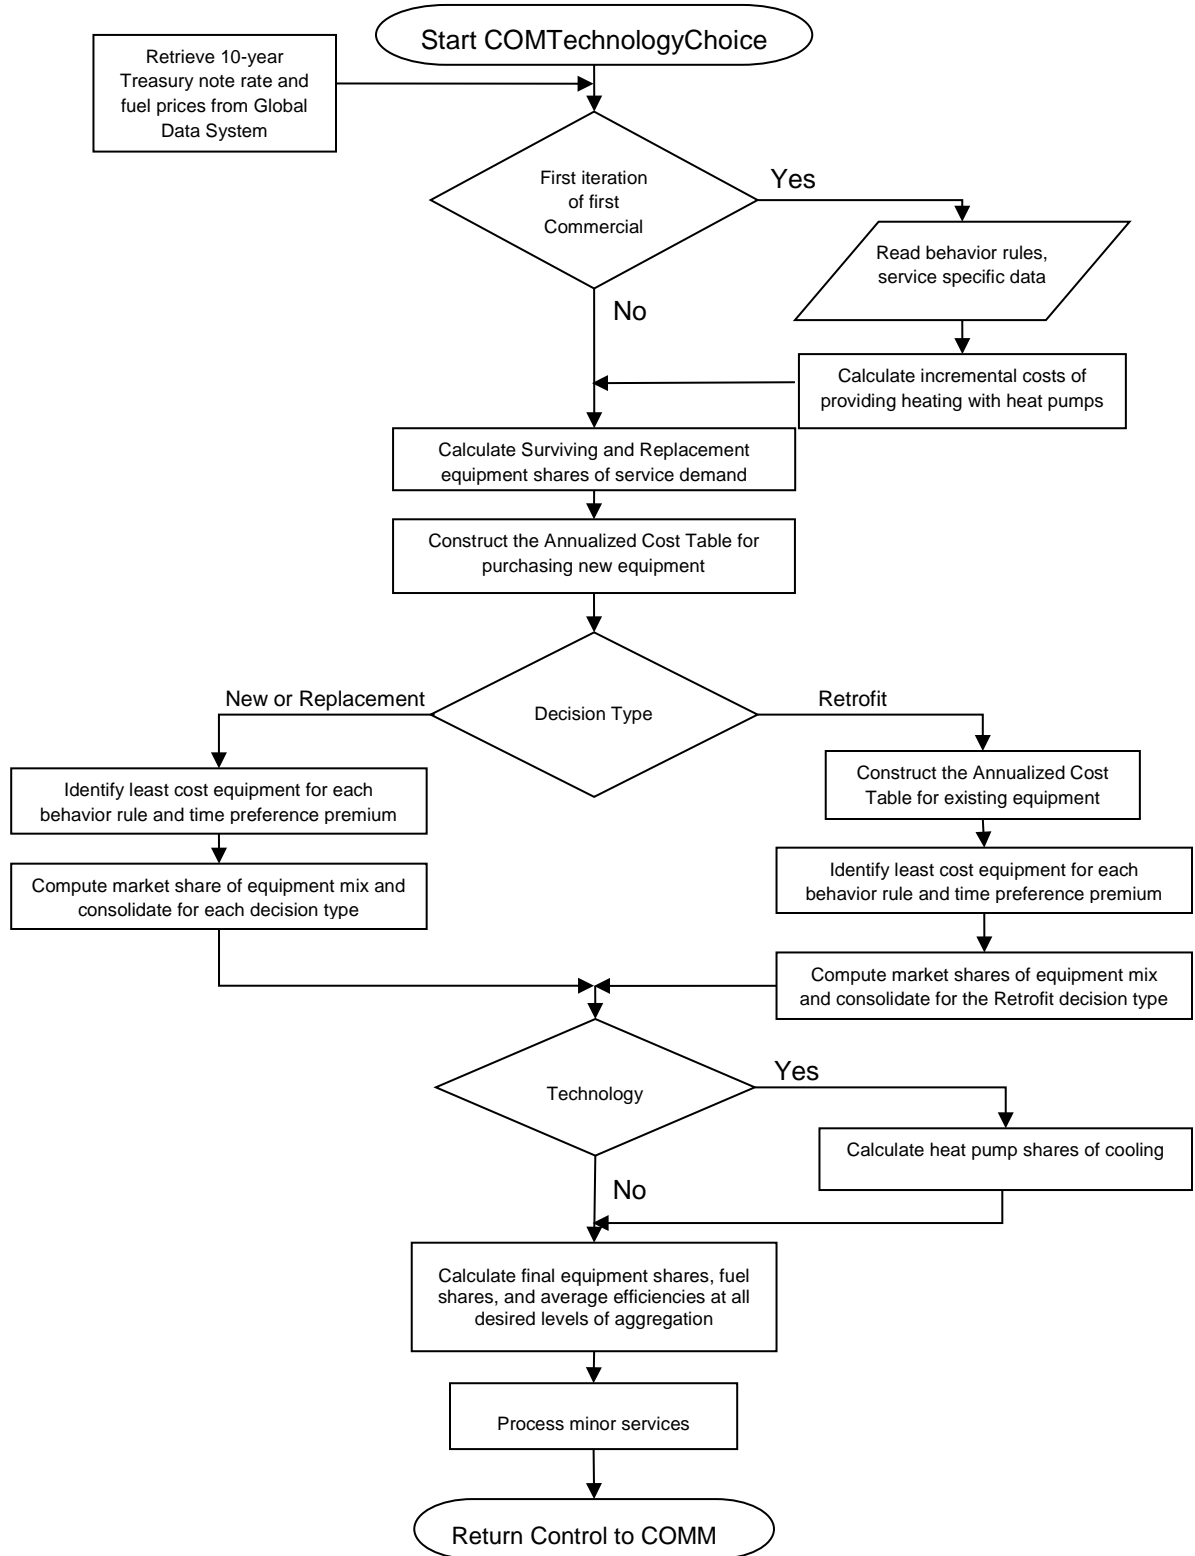 Start COMTechnologyChoice
Retrieve 10-year
Treasury note rate and
fuel prices from Global
Data System
First iteration
of first
Commercial
Yes
Read behavior rules,
service specific data
No
Calculate incremental costs of
providing heating with heat pumps
Calculate Surviving and Replacement
equipment shares of service demand
Construct the Annualized Cost Table for
purchasing new equipment
Decision Type
New or Replacement
Retrofit
Identify least cost equipment for each
behavior rule and time preference premium
Compute market share of equipment mix and
consolidate for each decision type
Construct the Annualized Cost
Table for existing equipment
Identify least cost equipment for each
behavior rule and time preference premium
Compute market shares of equipment mix
and consolidate for the Retrofit decision type
Technology
Yes
Calculate heat pump shares of cooling
No
Calculate final equipment shares, fuel
shares, and average efficiencies at all
desired levels of aggregation
Process minor services
Return Control to COMM